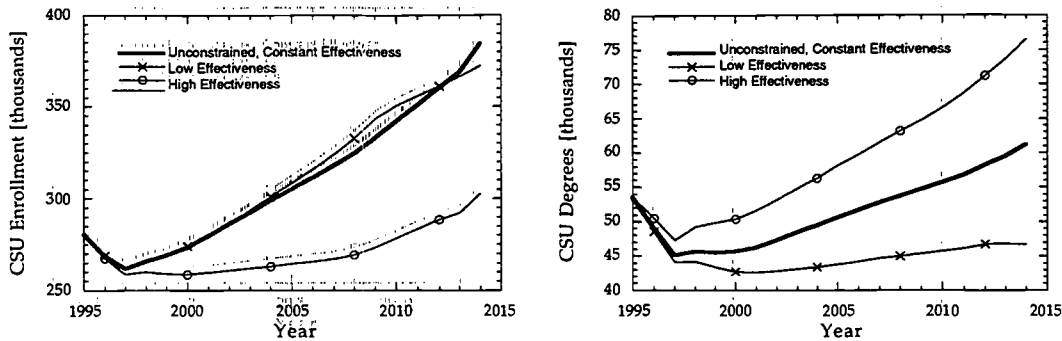 CSU Enrollment [thousands]
400
350
300
250
Unconstrained, Constant Effectiveness
Low Effectiveness
High Effectiveness
1995 2000 2005 2010 2015
Year
CSU Degrees [thousands]
80
75
70
65
60
55
50
45
40
Unconstrained, Constant Effectiveness
Low Effectiveness
High Effectiveness
1995 2000 2005 2010 2015
Year